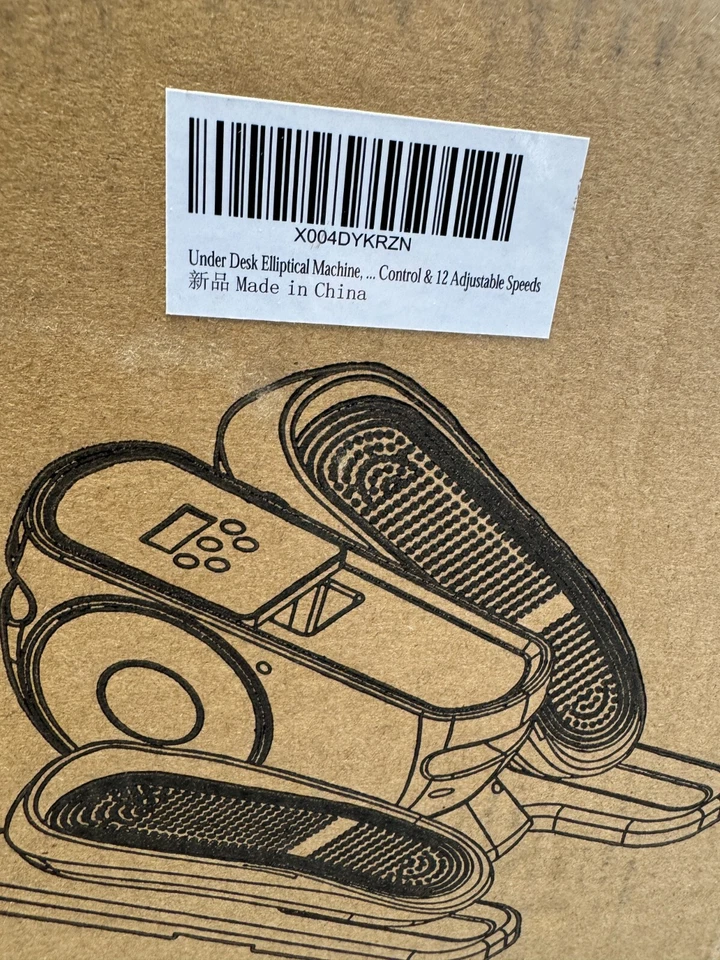 X004DYKRZN
Under Desk Elliptical Machine, ... Control & 12 Adjustable Speeds
新品 Made in China